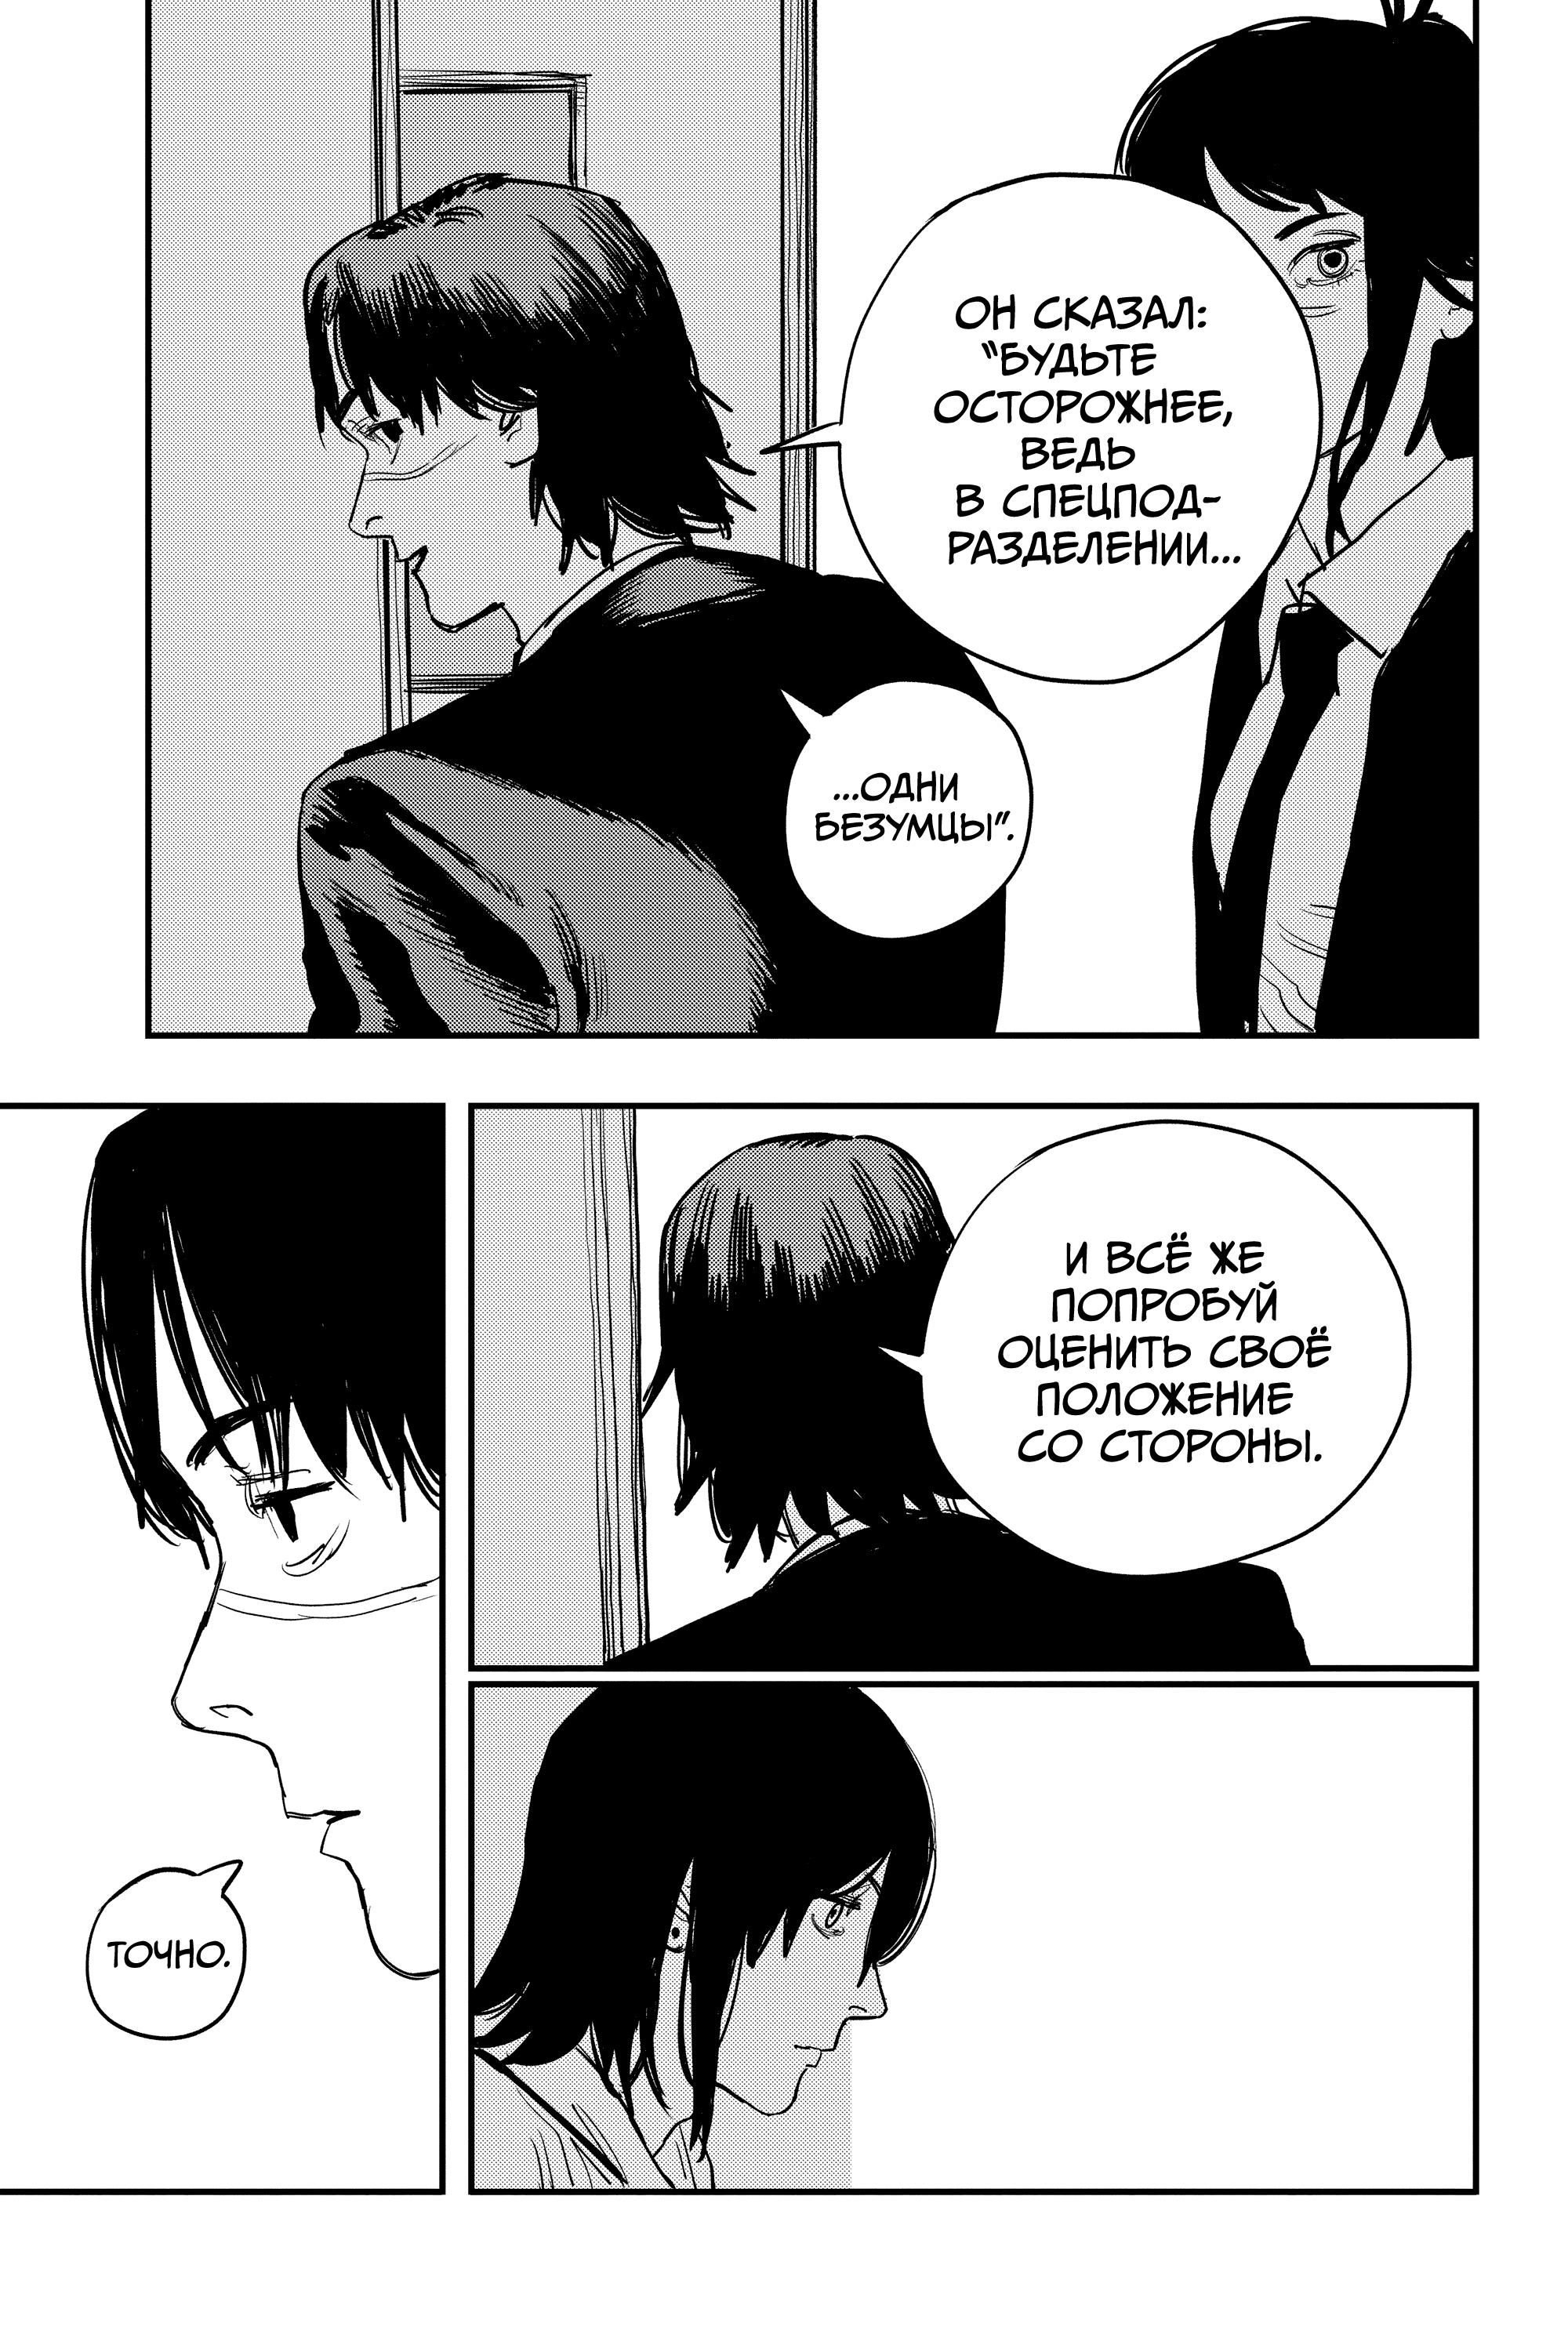 ОН СКАЗАЛ:
“БУДЬТЕ
ОСТОРОЖНЕЕ,
ВЕДЬ
В СПЕЦПОД-
РАЗДЕЛЕНИИ...
...ОДНИ
БЕЗУМЦЫ”.
И ВСЁ ЖЕ
ПОПРОБУЙ
ОЦЕНИТЬ СВОЁ
ПОЛОЖЕНИЕ
СО СТОРОНЫ.
ТОЧНО.